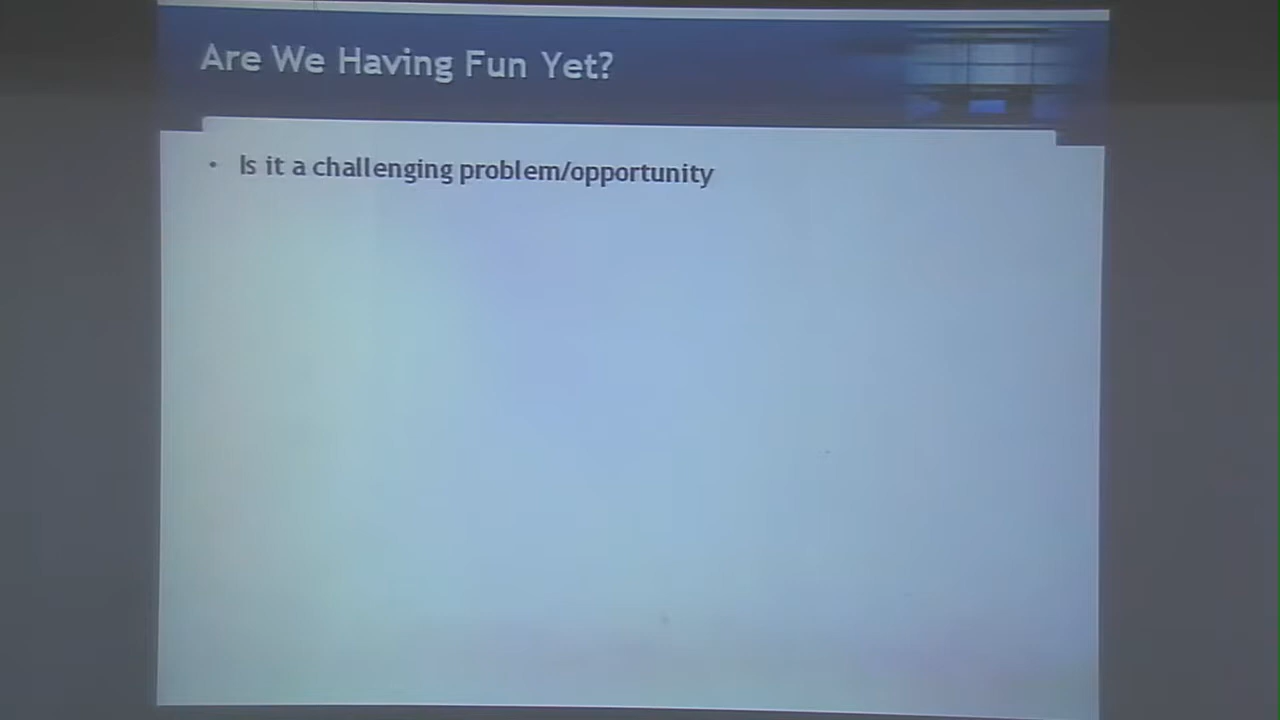 Are We Having Fun Yet?
• Is it a challenging problem/opportunity